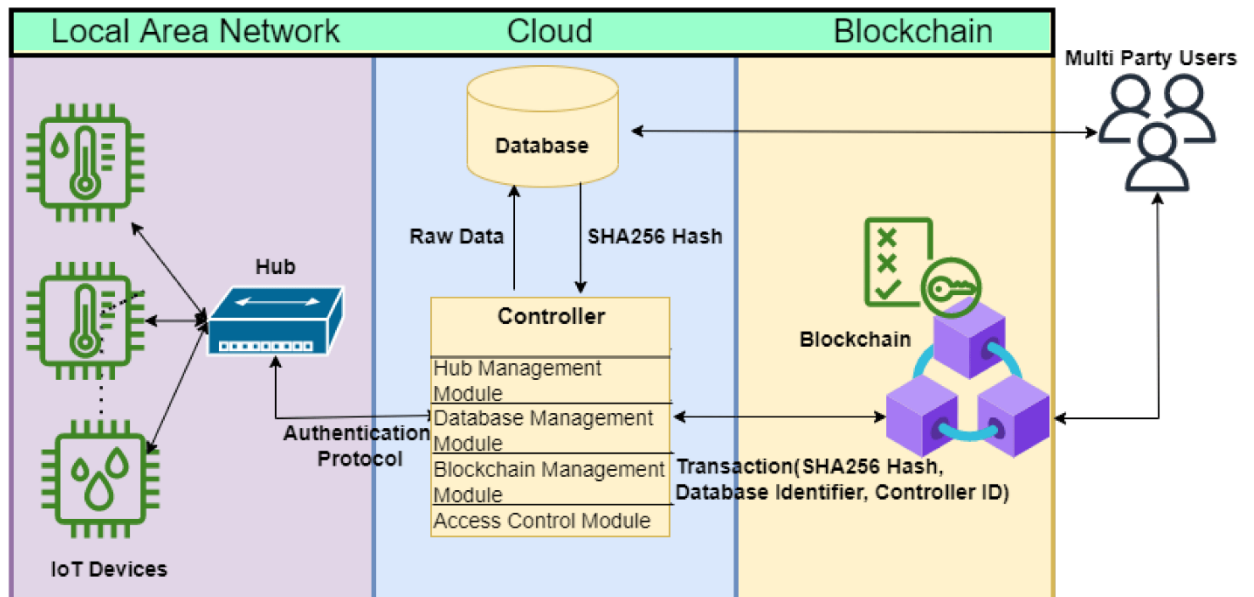 Local Area Network
Cloud
Blockchain
Multi Party Users
Database
Raw Data
SHA256 Hash
Hub
Controller
Blockchain
Hub Management
Module
Database Management
Module
Blockchain Management
Module
Access Control Module
Authentication
Protocol
Transaction(SHA256 Hash,
Database Identifier, Controller ID)
IoT Devices